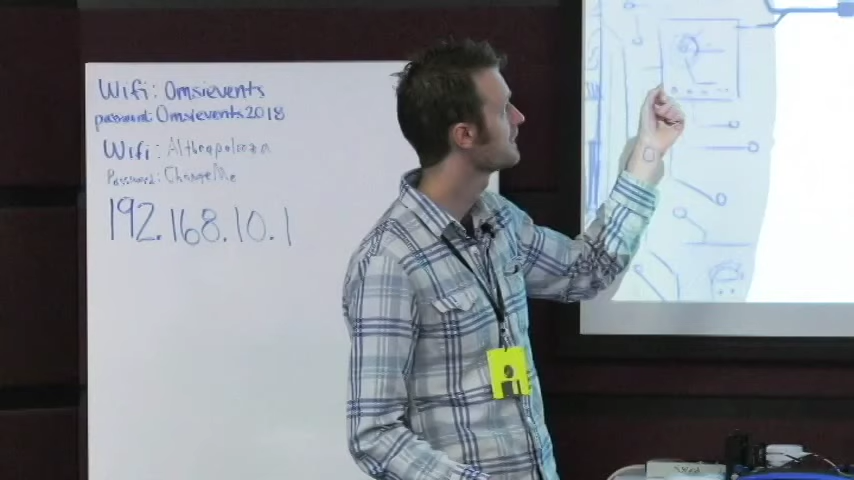 Wifi: Omsievents
password: Omsievents2018
Wifi: Altheapalooza
Password: ChangeMe
192.168.10.1